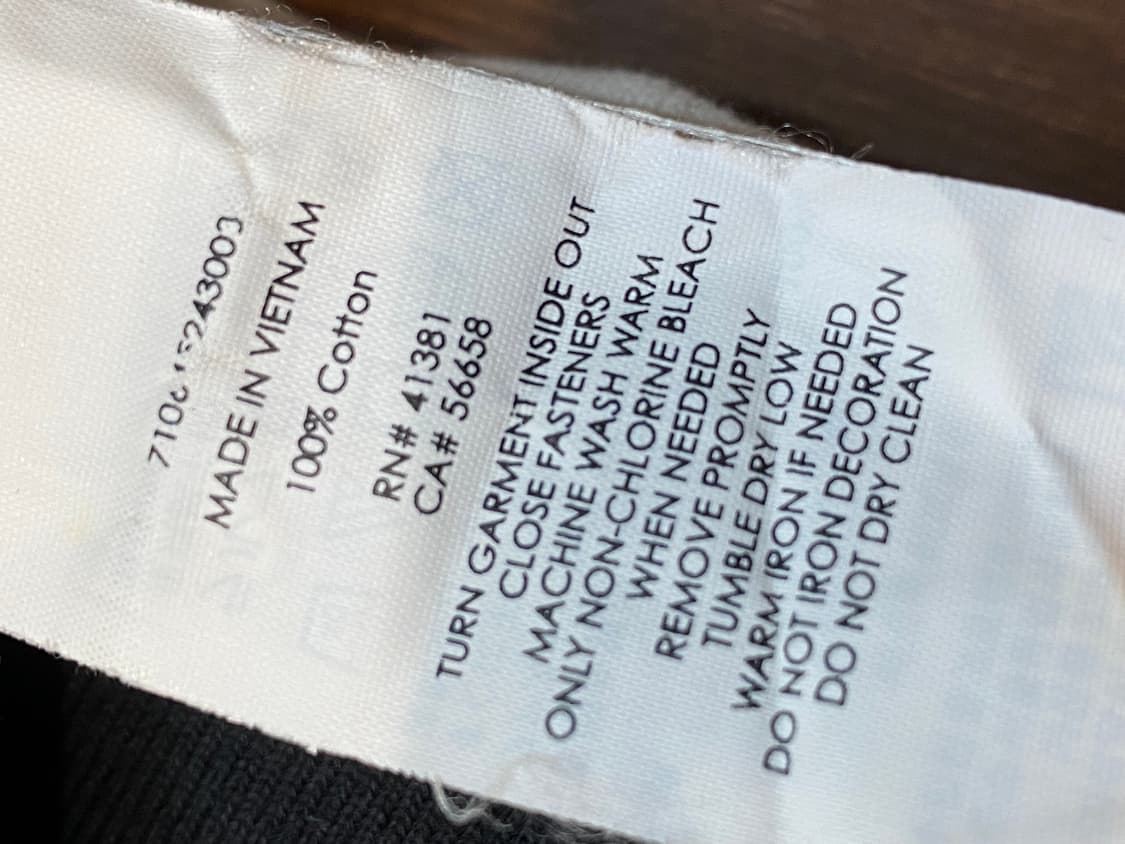 MADE IN VIETNAM
100% Cotton
RN# 41381
CA# 56658
TURN GARMENT INSIDE OUT
CLOSE FASTENERS
MACHINE WASH WARM
ONLY NON-CHLORINE BLEACH
WHEN NEEDED
REMOVE PROMPTLY
TUMBLE DRY LOW
WARM IRON IF NEEDED
DO NOT IRON DECORATION
DO NOT DRY CLEAN